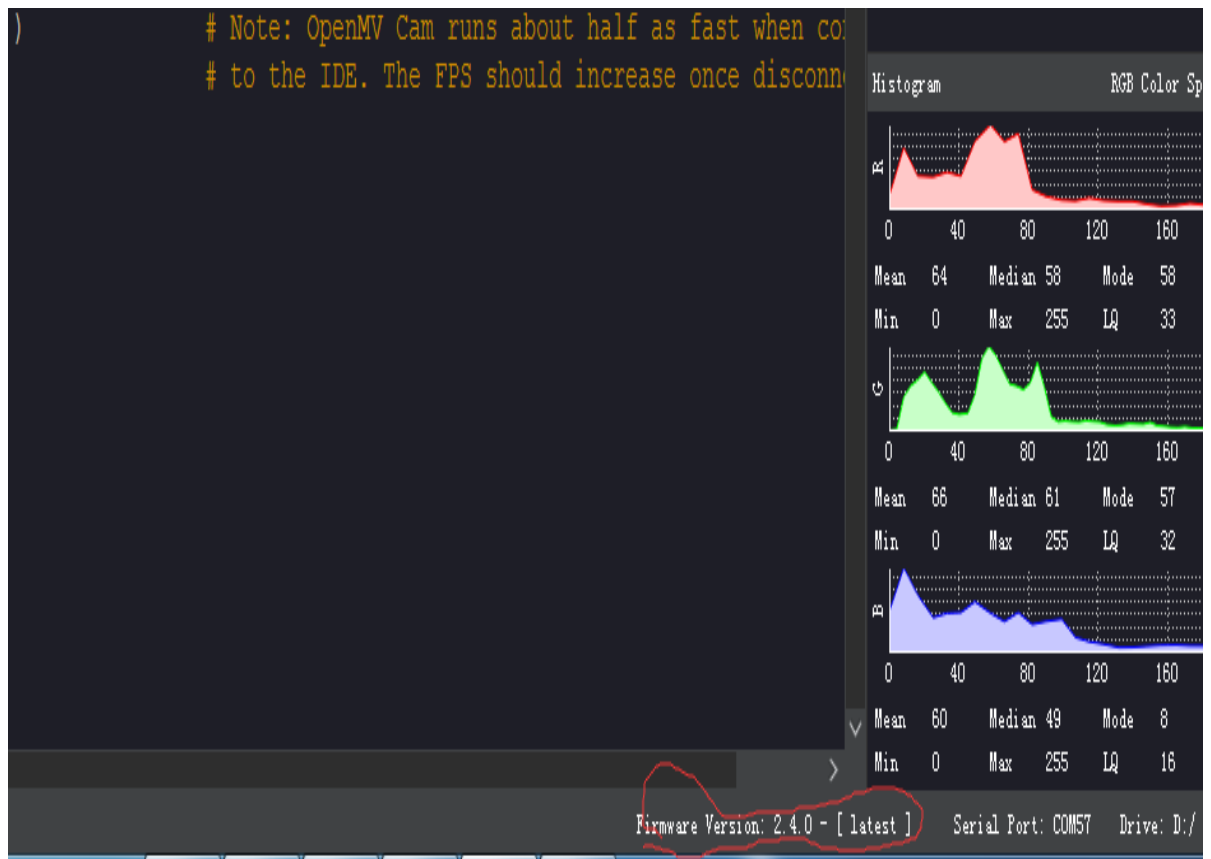 )          # Note: OpenMV Cam runs about half as fast when
# to the IDE. The FPS should increase once
Histogram RGB Color
R
0 40 80 120 160
Mean 64 Median 58 Mode 58
Min 0 Max 255 LQ 33
G
0 40 80 120 160
Mean 66 Median 61 Mode 57
Min 0 Max 255 LQ 32
B
0 40 80 120 160
Mean 60 Median 49 Mode 8
Min 0 Max 255 LQ 16
Firmware Version: 2.4.0 - [ latest ] Serial Port: COM57 Drive: D:/